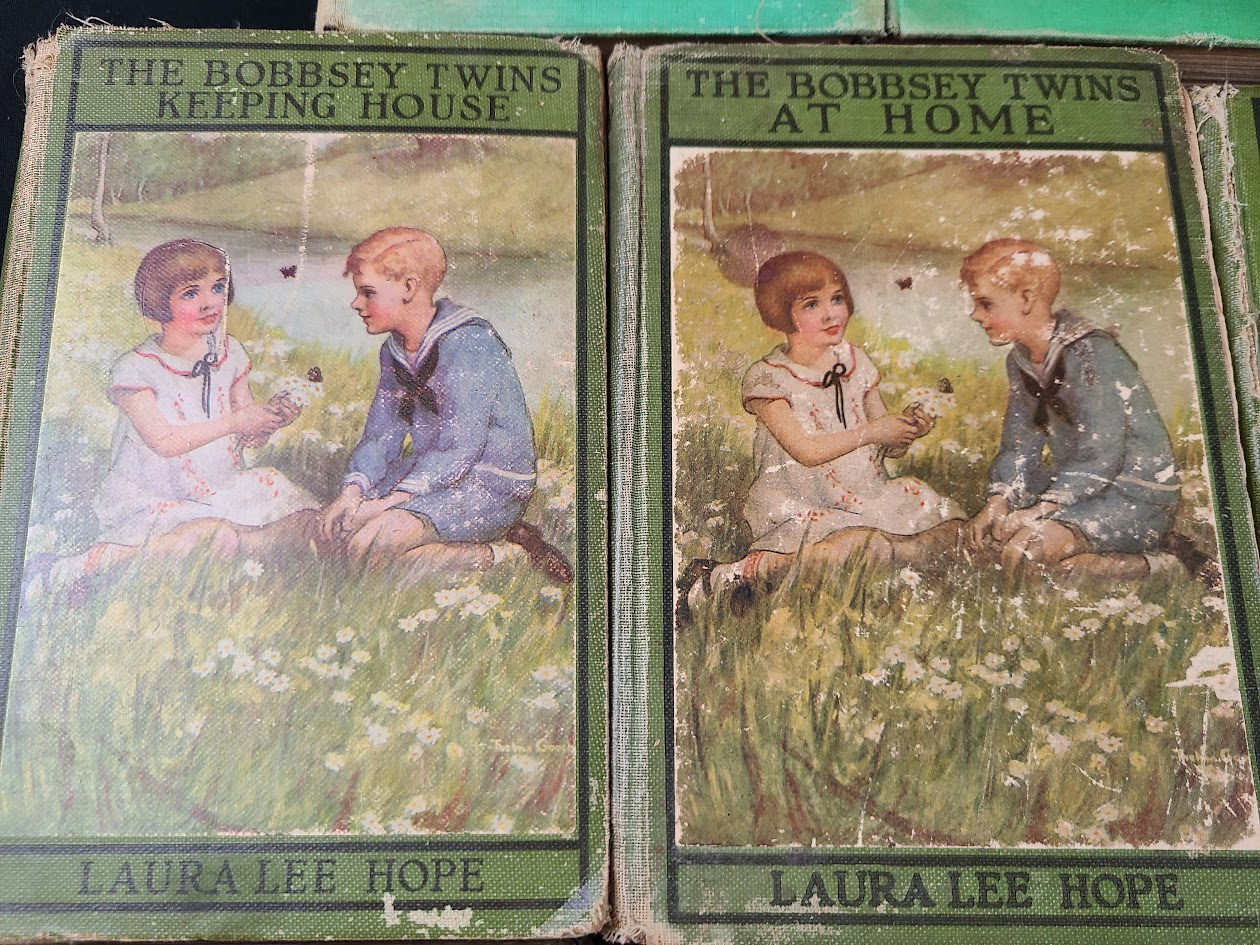 THE BOBBSEY TWINS
KEEPING HOUSE
LAURA LEE HOPE
THE BOBBSEY TWINS
AT HOME
LAURA LEE HOPE